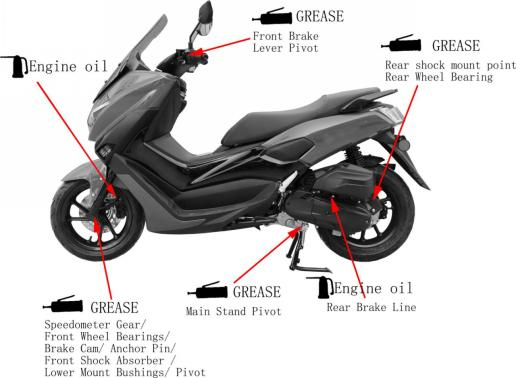 GREASE
Front Brake
Lever Pivot
GREASE
Rear shock mount point
Rear Wheel Bearing
Engine oil
GREASE
Main Stand Pivot
Engine oil
Rear Brake Line
GREASE
Speedometer Gear/
Front Wheel Bearings/
Brake Cam/ Anchor Pin/
Front Shock Absorber /
Lower Mount Bushings/ Pivot